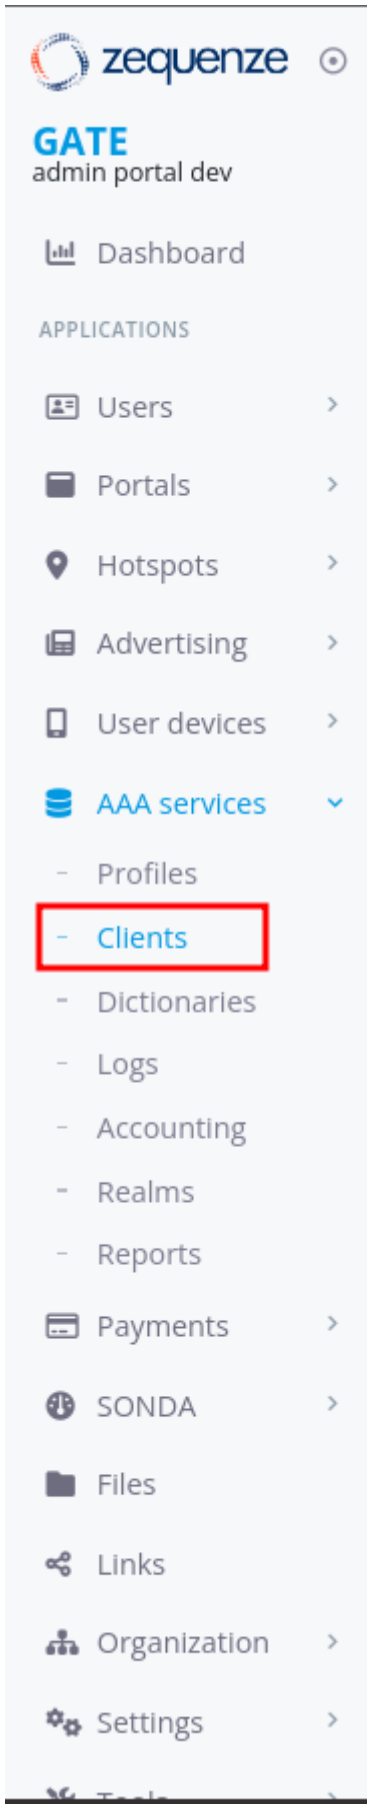 zequenze
GATE
admin portal dev
Dashboard
APPLICATIONS
Users
Portals
Hotspots
Advertising
User devices
AAA services
Profiles
Clients
Dictionaries
Logs
Accounting
Realms
Reports
Payments
SONDA
Files
Links
Organization
Settings